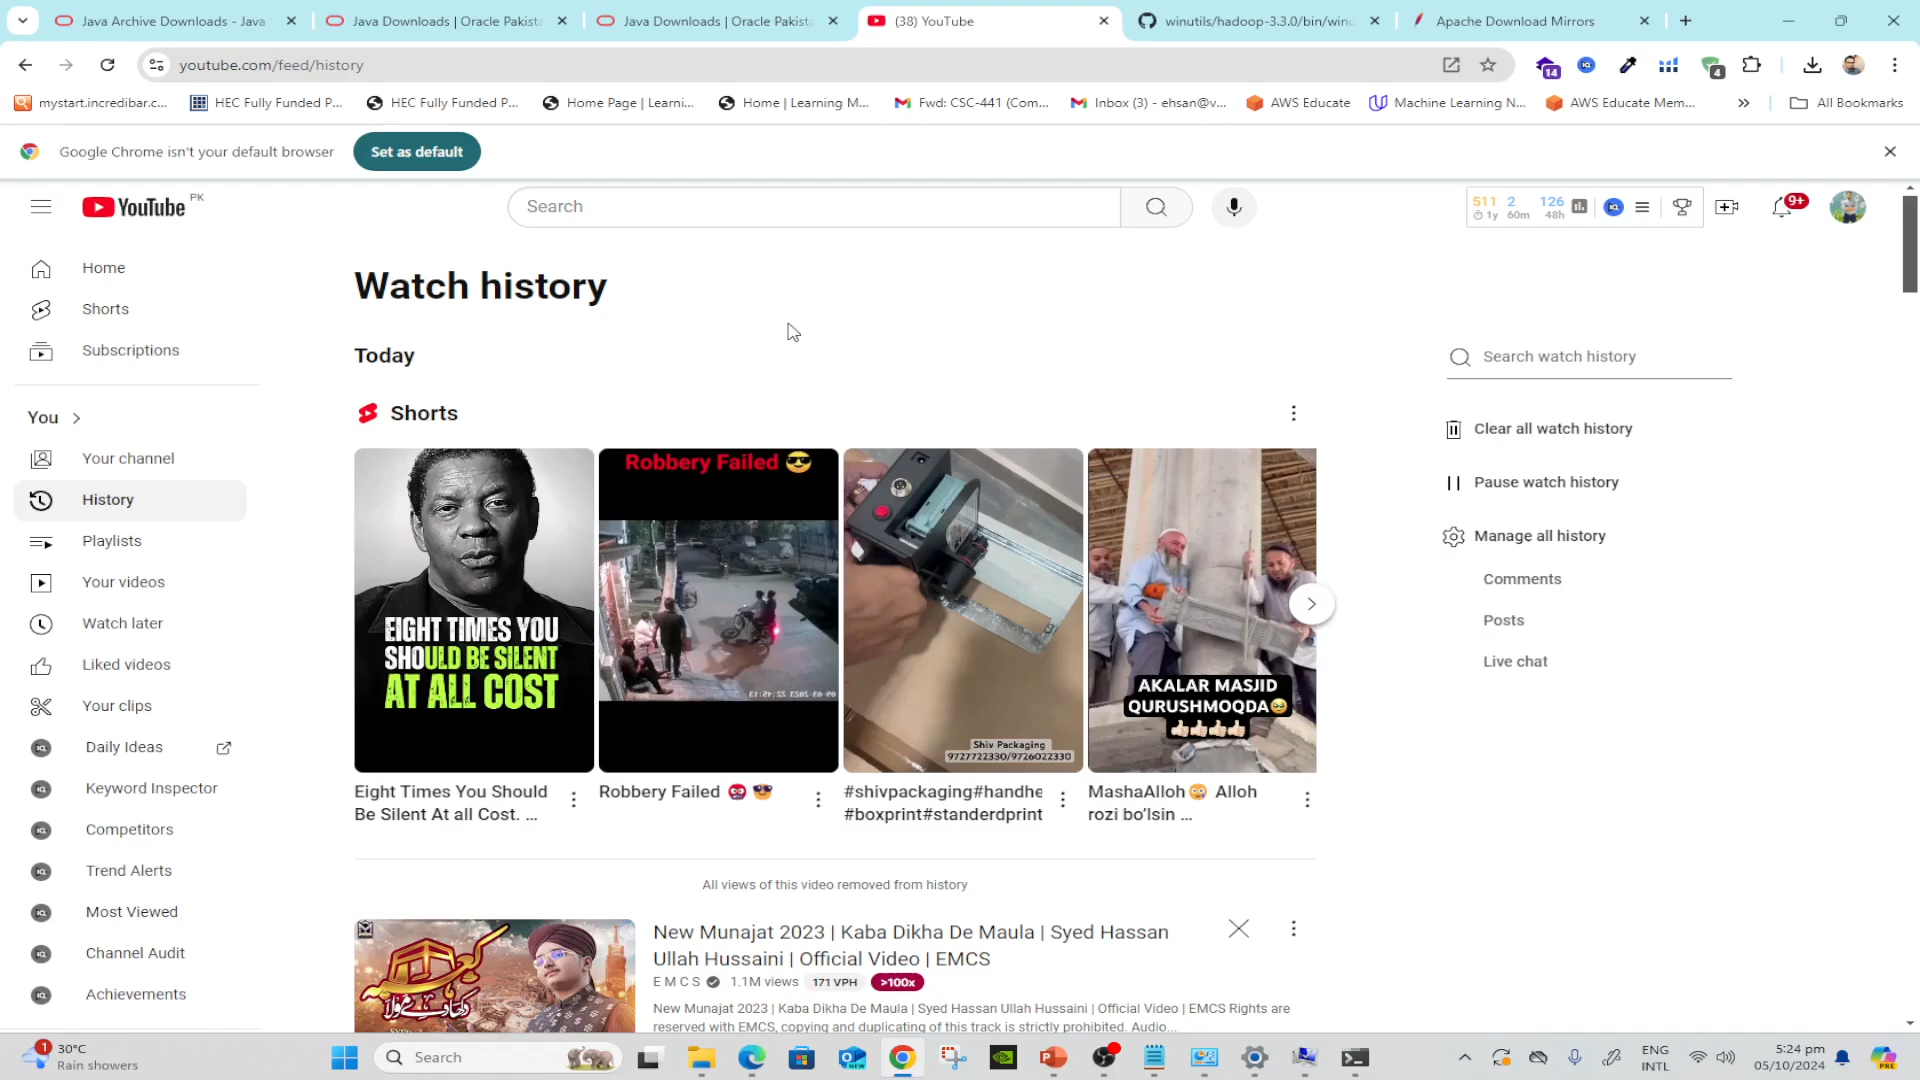 Java Archive Downloads - Java
Java Downloads | Oracle Pakist
Java Downloads | Oracle Pakista
(38) YouTube
winutils/hadoop-3.3.0/bin/winu
Apache Download Mirrors
youtube.com/feed/history
14
4
mystart.incredibar.c...
HEC Fully Funded P...
HEC Fully Funded P...
Home Page | Learni...
Home | Learning M...
Fwd: CSC-441 (Com...
Inbox (3) - ehsan@v...
AWS Educate
Machine Learning N...
AWS Educate Mem...
All Bookmarks
Google Chrome isn't your default browser
Set as default
YouTube PK
Search
511 2 126
1y 60m 48h
9+
Home
Shorts
Subscriptions
You
Your channel
History
Playlists
Your videos
Watch later
Liked videos
Your clips
Daily Ideas
Keyword Inspector
Competitors
Trend Alerts
Most Viewed
Channel Audit
Achievements
Watch history
Today
Shorts
EIGHT TIMES YOU
SHOULD BE SILENT
AT ALL COST
Robbery Failed 😎
Shiv Packaging
9727722330/9726022330
AKALAR MASJID
QURUSHMOQDA🥹
👍🏻👍🏻👍🏻👍🏻
Eight Times You Should
Be Silent At all Cost. ...
Robbery Failed 👹 😎
#shivpackaging#handhe
#boxprint#standerdprint
MashaAlloh😳 Alloh
rozi bo'lsin ...
All views of this video removed from history
New Munajat 2023 | Kaba Dikha De Maula | Syed Hassan
Ullah Hussaini | Official Video | EMCS
E M C S 1.1M views 171 VPH >100x
New Munajat 2023 | Kaba Dikha De Maula | Syed Hassan Ullah Hussaini | Official Video | EMCS Rights are
reserved with EMCS, copying and duplicating of this track is strictly prohibited. Audio...
Search watch history
Clear all watch history
Pause watch history
Manage all history
Comments
Posts
Live chat
1
30°C
Rain showers
Search
NEW
ENG
INTL
5:24 pm
05/10/2024
PRE